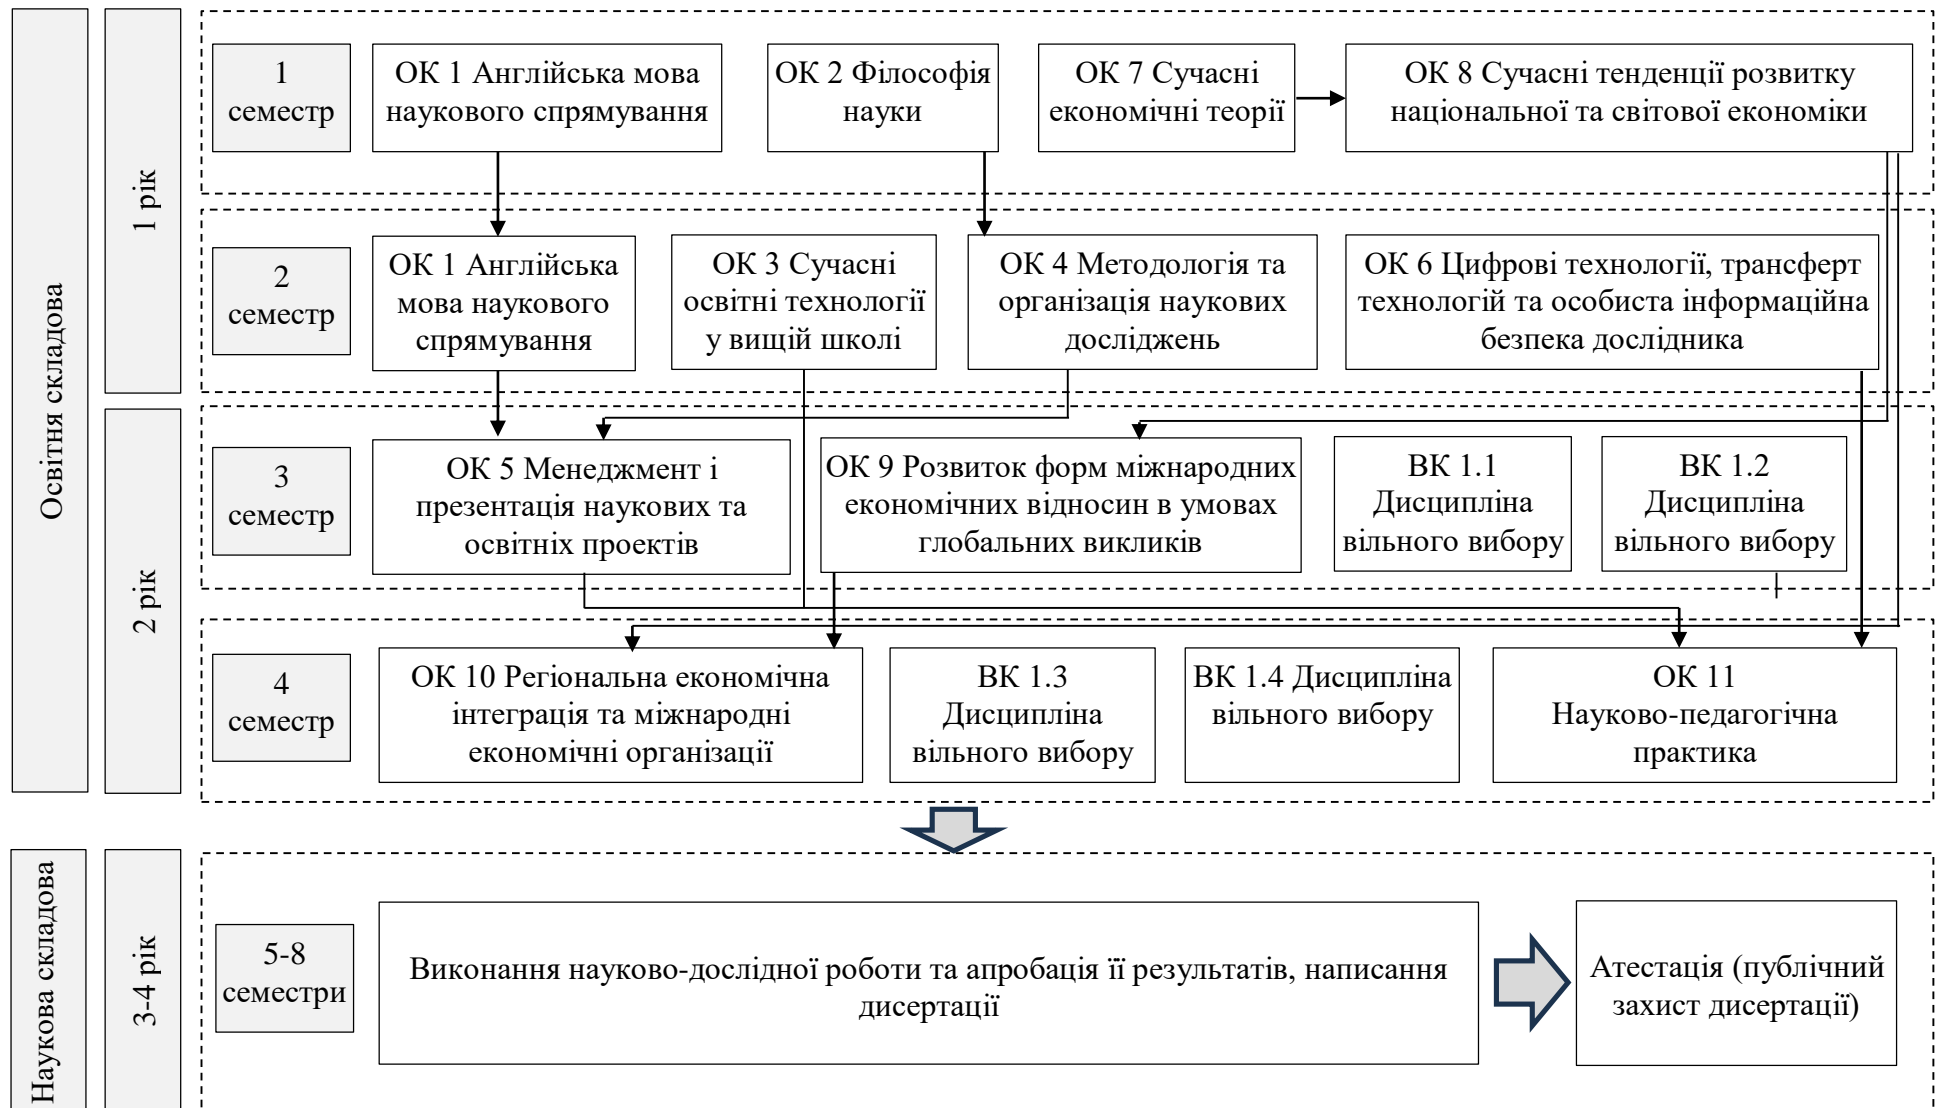 Освітня складова
1 рік
1
семестр
ОК 1 Англійська мова
наукового спрямування
ОК 2 Філософія
науки
ОК 7 Сучасні
економічні теорії
ОК 8 Сучасні тенденції розвитку
національної та світової економіки
2
семестр
ОК 1 Англійська
мова наукового
спрямування
ОК 3 Сучасні
освітні технології
у вищій школі
ОК 4 Методологія та
організація наукових
досліджень
ОК 6 Цифрові технології, трансферт
технологій та особиста інформаційна
безпека дослідника
2 рік
3
семестр
ОК 5 Менеджмент і
презентація наукових та
освітніх проектів
ОК 9 Розвиток форм міжнародних
економічних відносин в умовах
глобальних викликів
ВК 1.1
Дисципліна
вільного вибору
ВК 1.2
Дисципліна
вільного вибору
4
семестр
ОК 10 Регіональна економічна
інтеграція та міжнародні
економічні організації
ВК 1.3
Дисципліна
вільного вибору
ВК 1.4 Дисципліна
вільного вибору
ОК 11
Науково-педагогічна
практика
Наукова складова
3-4 рік
5-8
семестри
Виконання науково-дослідної роботи та апробація її результатів, написання
дисертації
Атестація (публічний
захист дисертації)